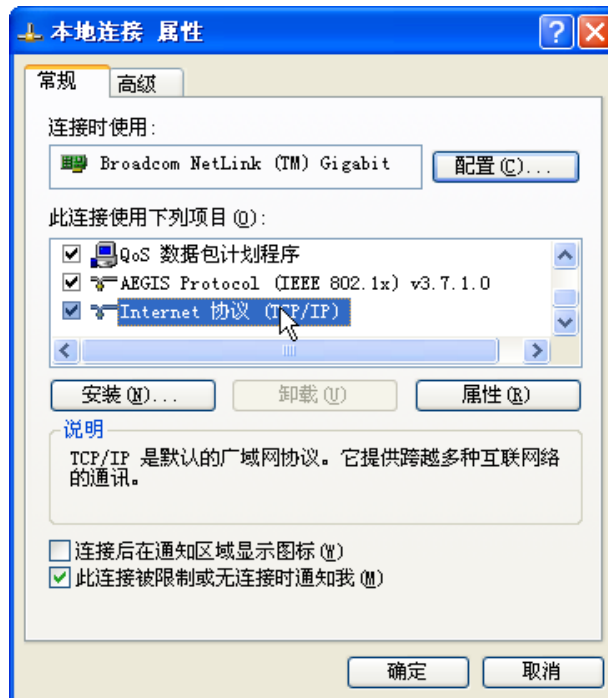 本地连接 属性
常规
高级
连接时使用:
Broadcom NetLink (TM) Gigabit
配置(C)...
此连接使用下列项目(O):
QoS 数据包计划程序
AEGIS Protocol (IEEE 802.1x) v3.7.1.0
Internet 协议 (TCP/IP)
安装(N)...
卸载(U)
属性(R)
说明
TCP/IP 是默认的广域网协议。它提供跨越多种互联网络
的通讯。
连接后在通知区域显示图标(W)
此连接被限制或无连接时通知我(M)
确定
取消